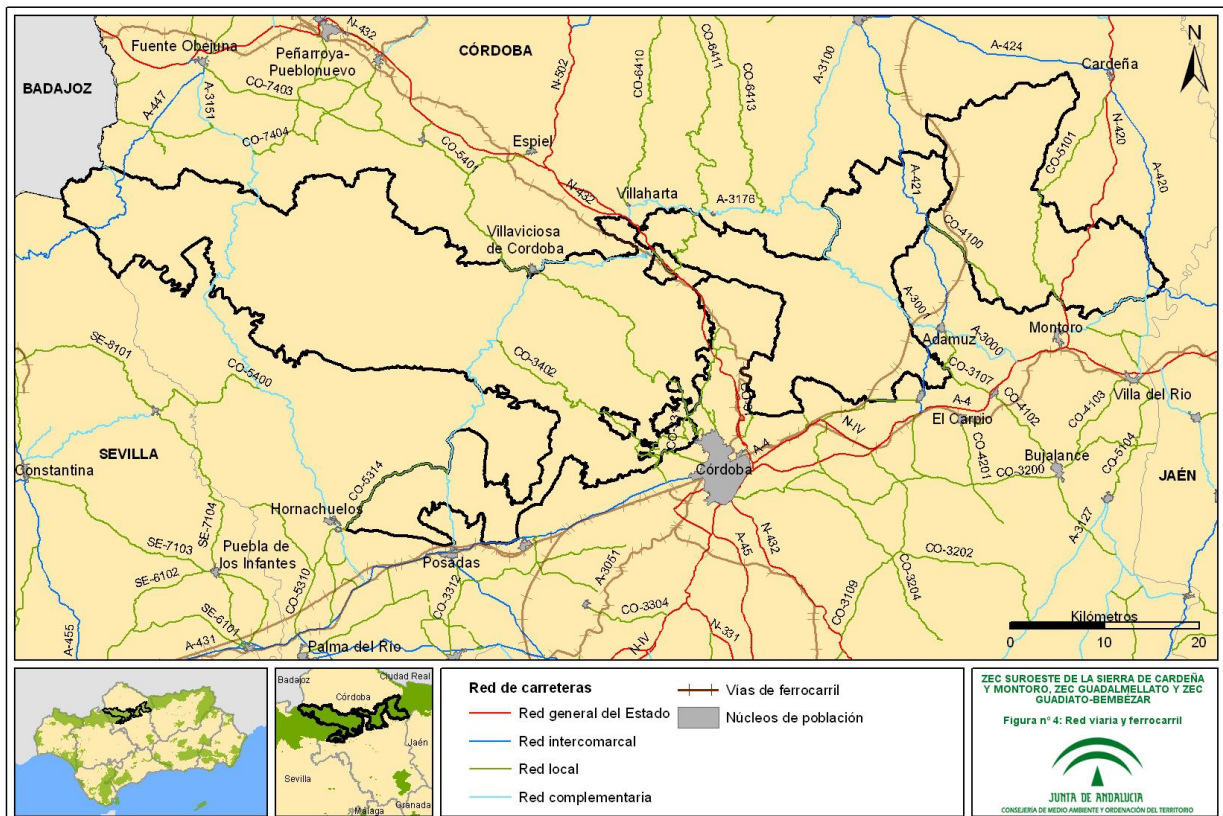 N-432
Fuente Obejuna
Peñarroya-
Pueblonuevo
CÓRDOBA
N-502
CO-6410
CO-6411
CO-6413
A-3100
A-424
Cardeña
N
BADAJOZ
A-447
A-3151
CO-7403
CO-7404
CO-5401
Espiel
N-432
Villaharta
A-3176
A-421
CO-5101
N-420
A-420
CO-4100
Villaviciosa
de Cordoba
A-3001
Adamuz
A-3000
Montoro
SE-8101
CO-5400
CO-3402
CO-3107
A-4
N-IV
El Carpio
CO-4102
CO-4103
Villa del Rio
Constantina
SEVILLA
CO-5314
Córdoba
A-4
CO-4201
CO-3200
Bujalance
CO-5104
JAÉN
Hornachuelos
SE-7104
SE-7103
Puebla de
los Infantes
SE-6102
SE-6101
CO-5310
Posadas
CO-3312
A-3051
CO-3304
A-45
N-432
CO-3109
CO-3204
CO-3202
A-3127
A-455
A-431
Palma del Río
N-IV
N-331
Kilómetros
0 10 20
Badajoz
Ciudad Real
Córdoba
Jaén
Sevilla
Málaga
Granada
Red de carreteras
Red general del Estado
Red intercomarcal
Red local
Red complementaria
Vías de ferrocarril
Núcleos de población
ZEC SUROESTE DE LA SIERRA DE CARDEÑA
Y MONTORO, ZEC GUADALMELLATO Y ZEC
GUADIATO-BEMBÉZAR
Figura nº 4: Red viaria y ferrocarril
JUNTA DE ANDALUCIA
CONSEJERÍA DE MEDIO AMBIENTE Y ORDENACIÓN DEL TERRITORIO